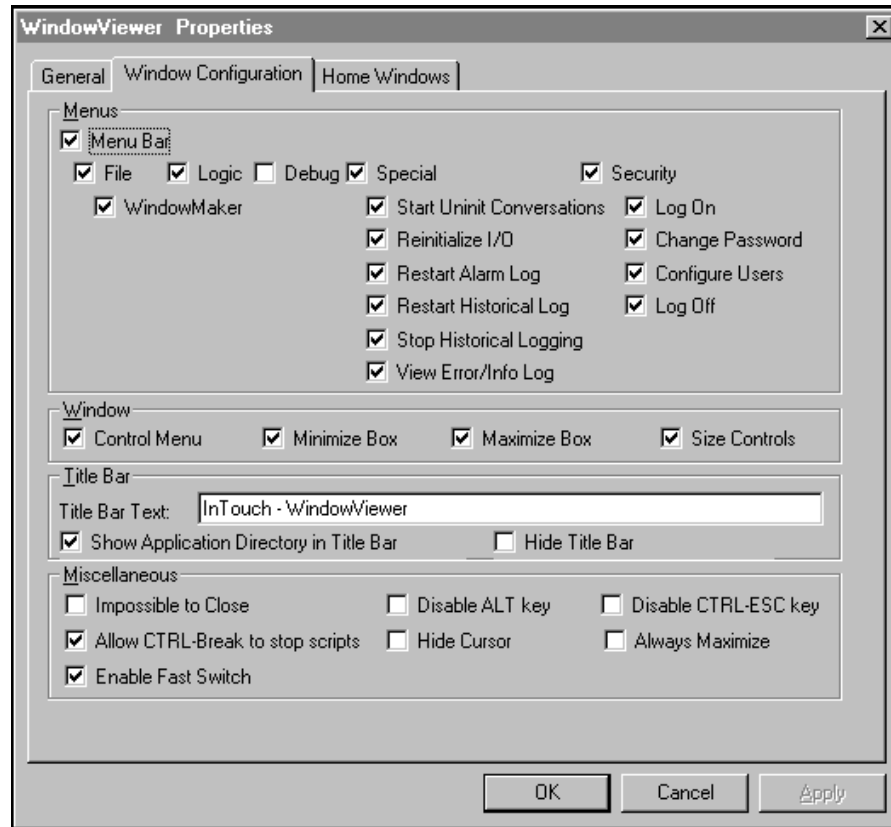 WindowViewer Properties
General Window Configuration Home Windows
Menus
Menu Bar
File Logic Debug Special Security
WindowMaker Start Uninit Conversations Log On
Reinitialize I/O Change Password
Restart Alarm Log Configure Users
Restart Historical Log Log Off
Stop Historical Logging
View Error/Info Log
Window
Control Menu Minimize Box Maximize Box Size Controls
Title Bar
Title Bar Text: InTouch - WindowViewer
Show Application Directory in Title Bar Hide Title Bar
Miscellaneous
Impossible to Close Disable ALT key Disable CTRL-ESC key
Allow CTRL-Break to stop scripts Hide Cursor Always Maximize
Enable Fast Switch
OK Cancel Apply